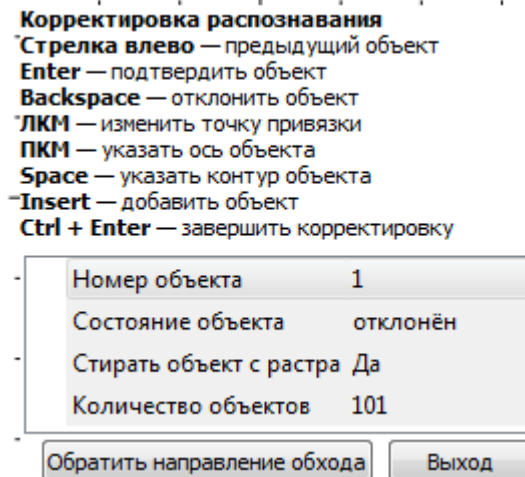 Корректировка распознавания
Стрелка влево — предыдущий объект
Enter — подтвердить объект
Backspace — отклонить объект
ЛКМ — изменить точку привязки
ПКМ — указать ось объекта
Space — указать контур объекта
Insert — добавить объект
Ctrl + Enter — завершить корректировку
Номер объекта 1
Состояние объекта отклонён
Стирать объект с растра Да
Количество объектов 101
Обратить направление обхода Выход